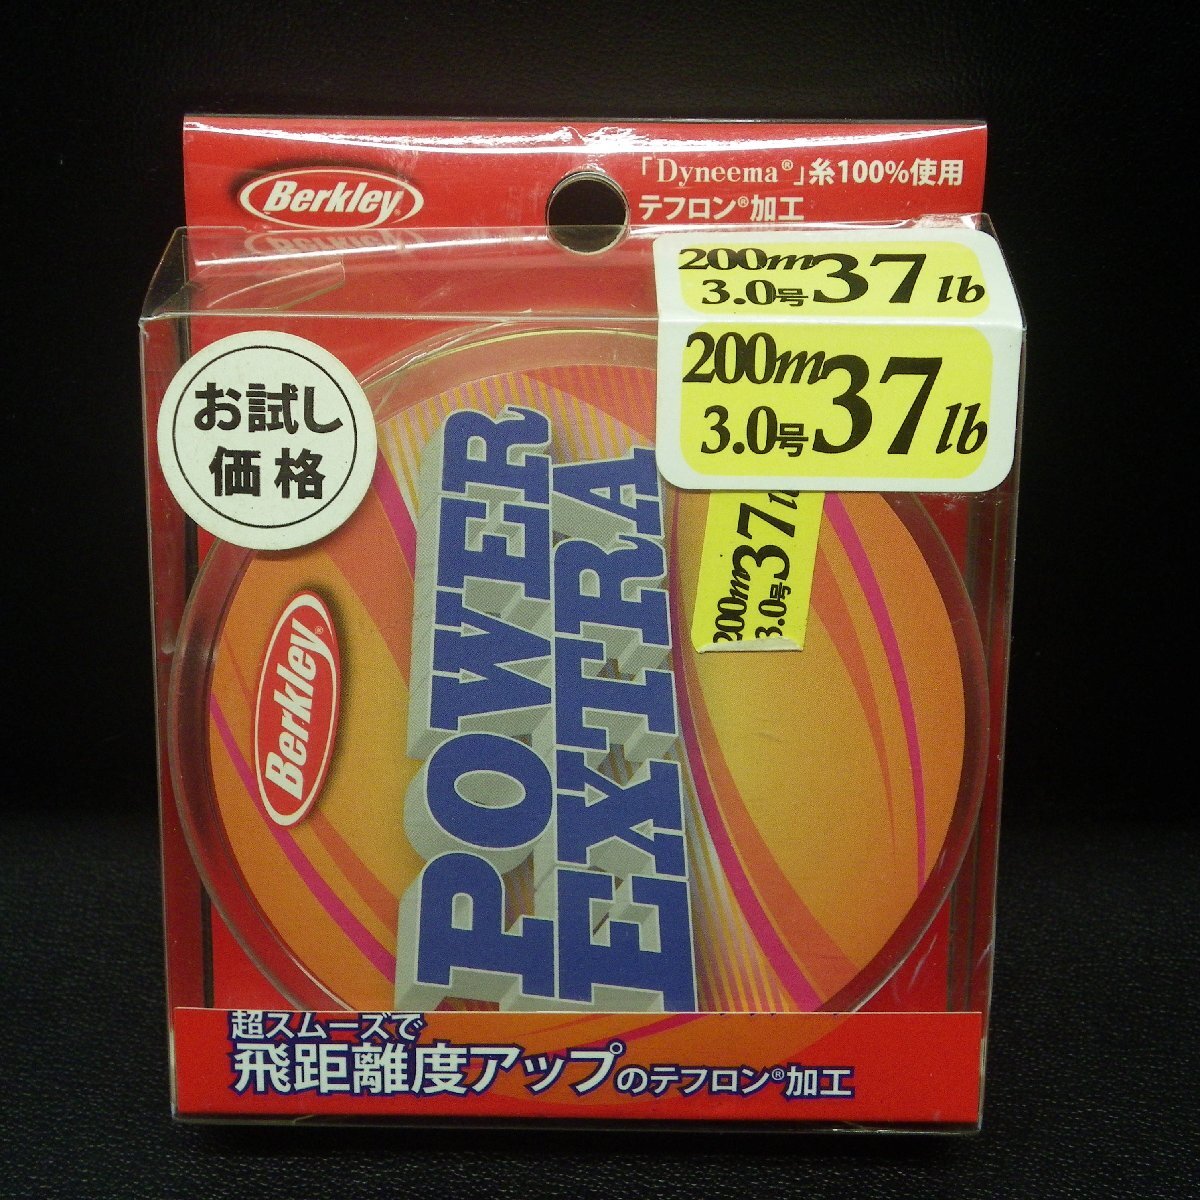 Berkley®
「Dyneema®」糸100%使用
テフロン®加工
200m
3.0号37lb
200m
3.0号37lb
お試し
価格
200m
3.0号37l
Berkley®
POWER
EXTRA
超スムーズで
飛距離度アップのテフロン®加工